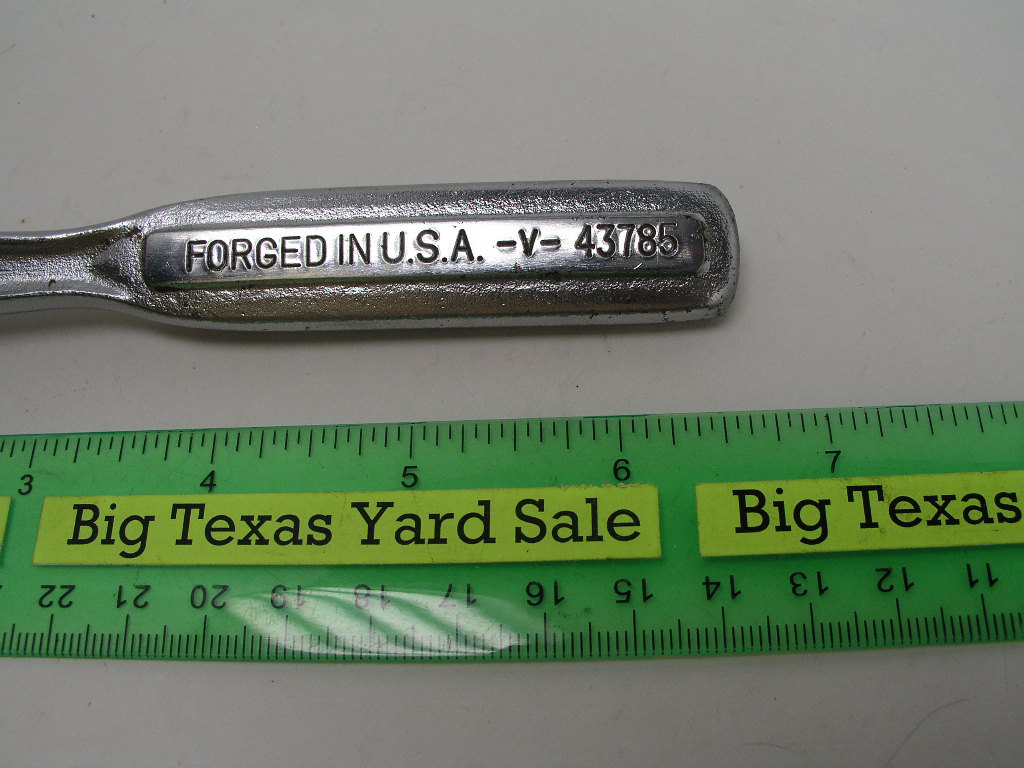 FORGED IN U.S.A. -V- 43785
3 4 5 6 7
Big Texas Yard Sale
Big Texas
22 21 20 19 18 17 16 15 14 13 12 11